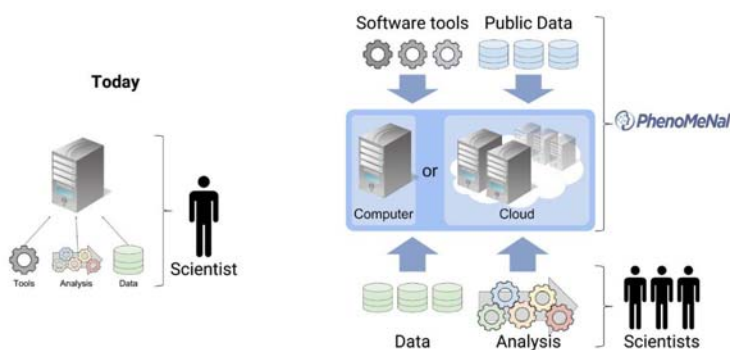 Today
Tools
Analysis
Data
Scientist
Software tools
Public Data
PhenoMeNal
Computer
or
Cloud
Data
Analysis
Scientists